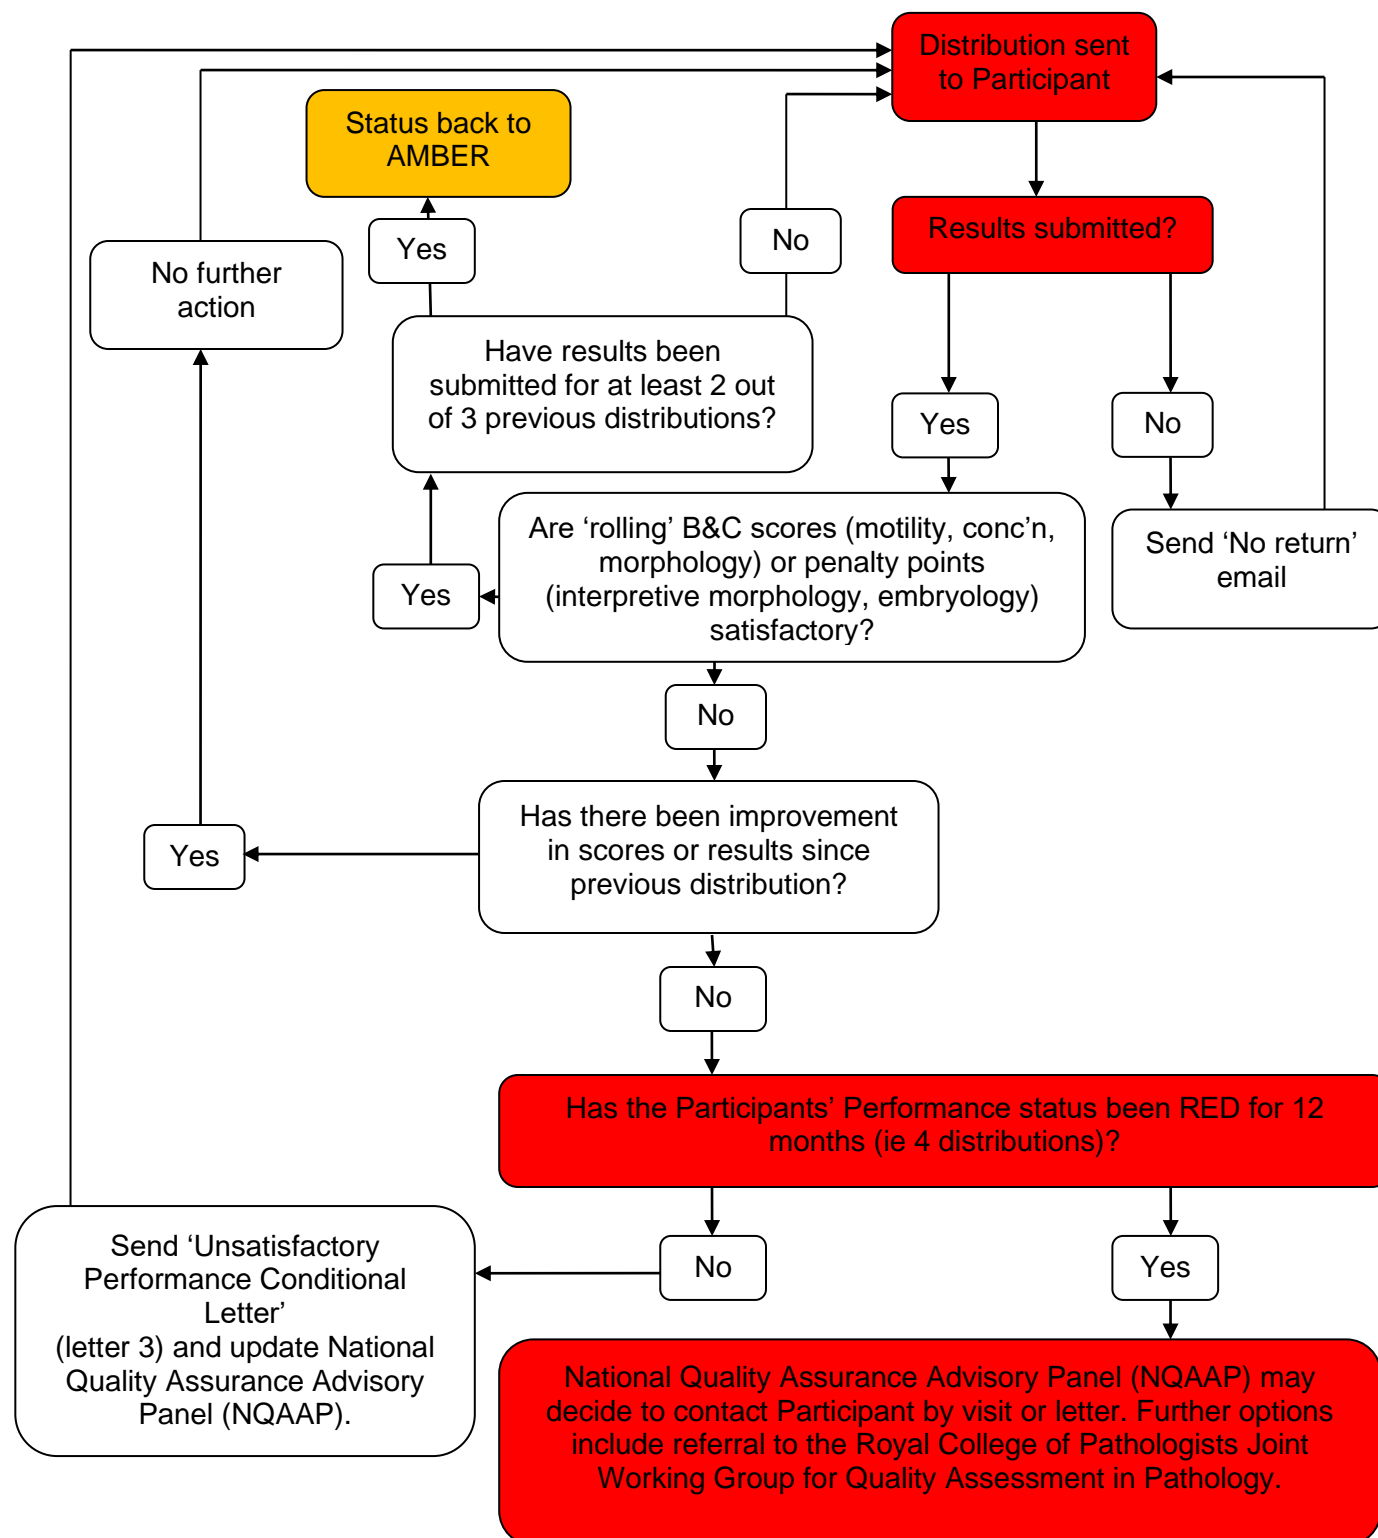 Distribution sent
to Participant
Status back to
AMBER
Yes
No
Results submitted?
No further
action
Have results been
submitted for at least 2 out
of 3 previous distributions?
Yes
No
Are ‘rolling’ B&C scores (motility, conc’n,
morphology) or penalty points
(interpretive morphology, embryology)
satisfactory?
Send ‘No return’
email
Yes
No
Has there been improvement
in scores or results since
previous distribution?
Yes
No
Has the Participants’ Performance status been RED for 12
months (ie 4 distributions)?
No
Yes
Send ‘Unsatisfactory
Performance Conditional
Letter’
(letter 3) and update National
Quality Assurance Advisory
Panel (NQAAP).
National Quality Assurance Advisory Panel (NQAAP) may
decide to contact Participant by visit or letter. Further options
include referral to the Royal College of Pathologists Joint
Working Group for Quality Assessment in Pathology.